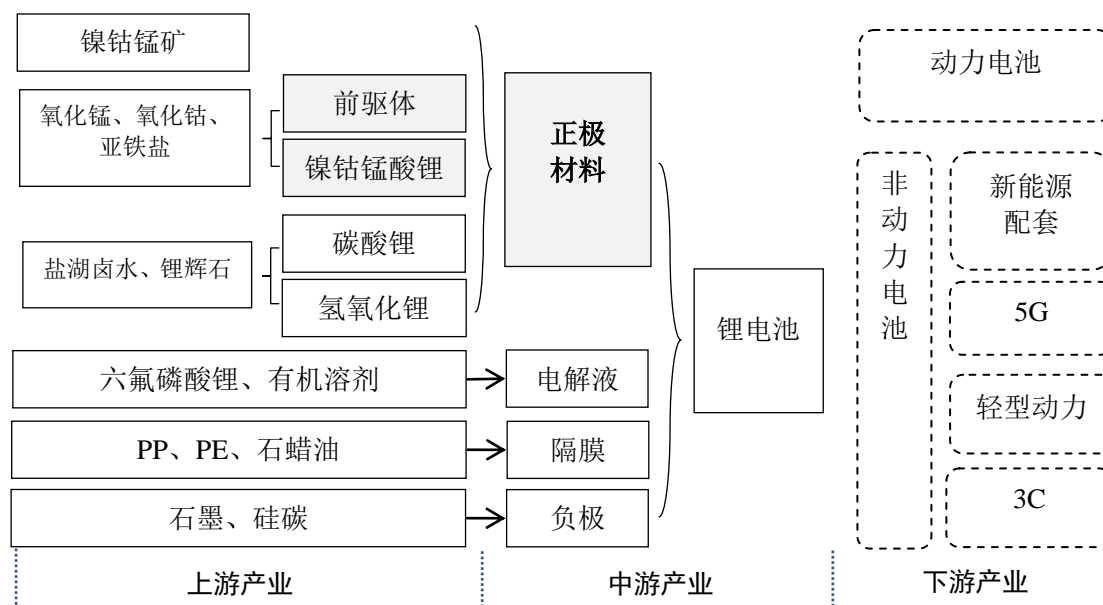 镍钴锰矿
氧化锰、氧化钴、
亚铁盐
前驱体
镍钴锰酸锂
盐湖卤水、锂辉石
碳酸锂
氢氧化锂
六氟磷酸锂、有机溶剂
PP、PE、石蜡油
石墨、硅碳
正极
材料
电解液
隔膜
负极
锂电池
动力电池
非
动
力
电
池
新能源
配套
5G
轻型动力
3C
上游产业
中游产业
下游产业